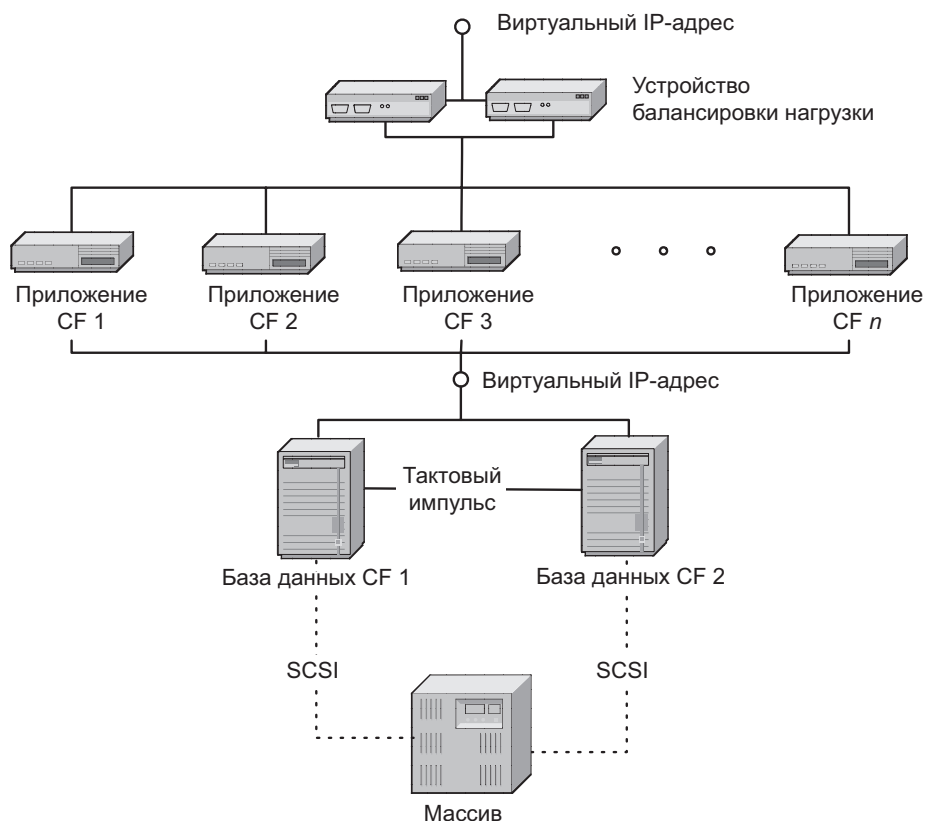 Виртуальный IP-адрес
Устройство
балансировки нагрузки
Приложение
CF 1
Приложение
CF 2
Приложение
CF 3
Приложение
CF n
Виртуальный IP-адрес
Тактовый
импульс
База данных CF 1
База данных CF 2
SCSI
SCSI
Массив